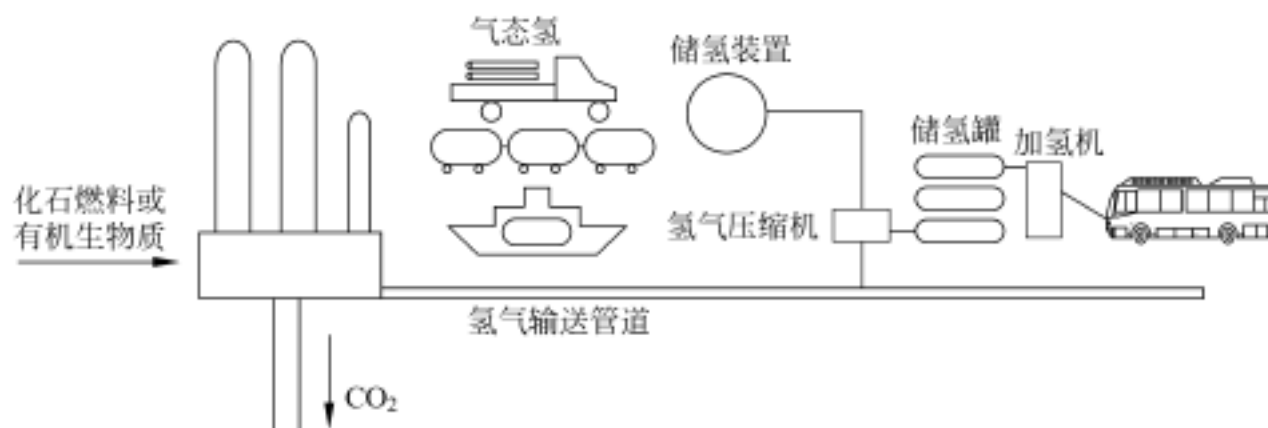 气态氢
储氢装置
储氢罐
加氢机
化石燃料或
有机生物质
氢气压缩机
氢气输送管道
CO₂